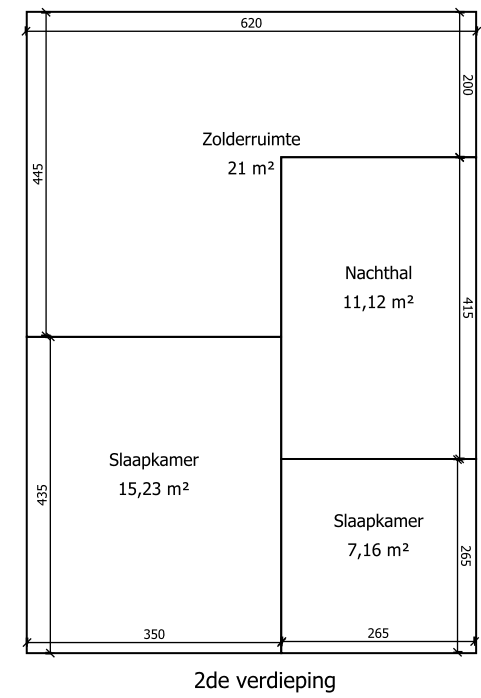 620
200
Zolderruimte
21 m²
445
Nachthal
11,12 m²
415
Slaapkamer
15,23 m²
435
Slaapkamer
7,16 m²
265
350
265
2de verdieping